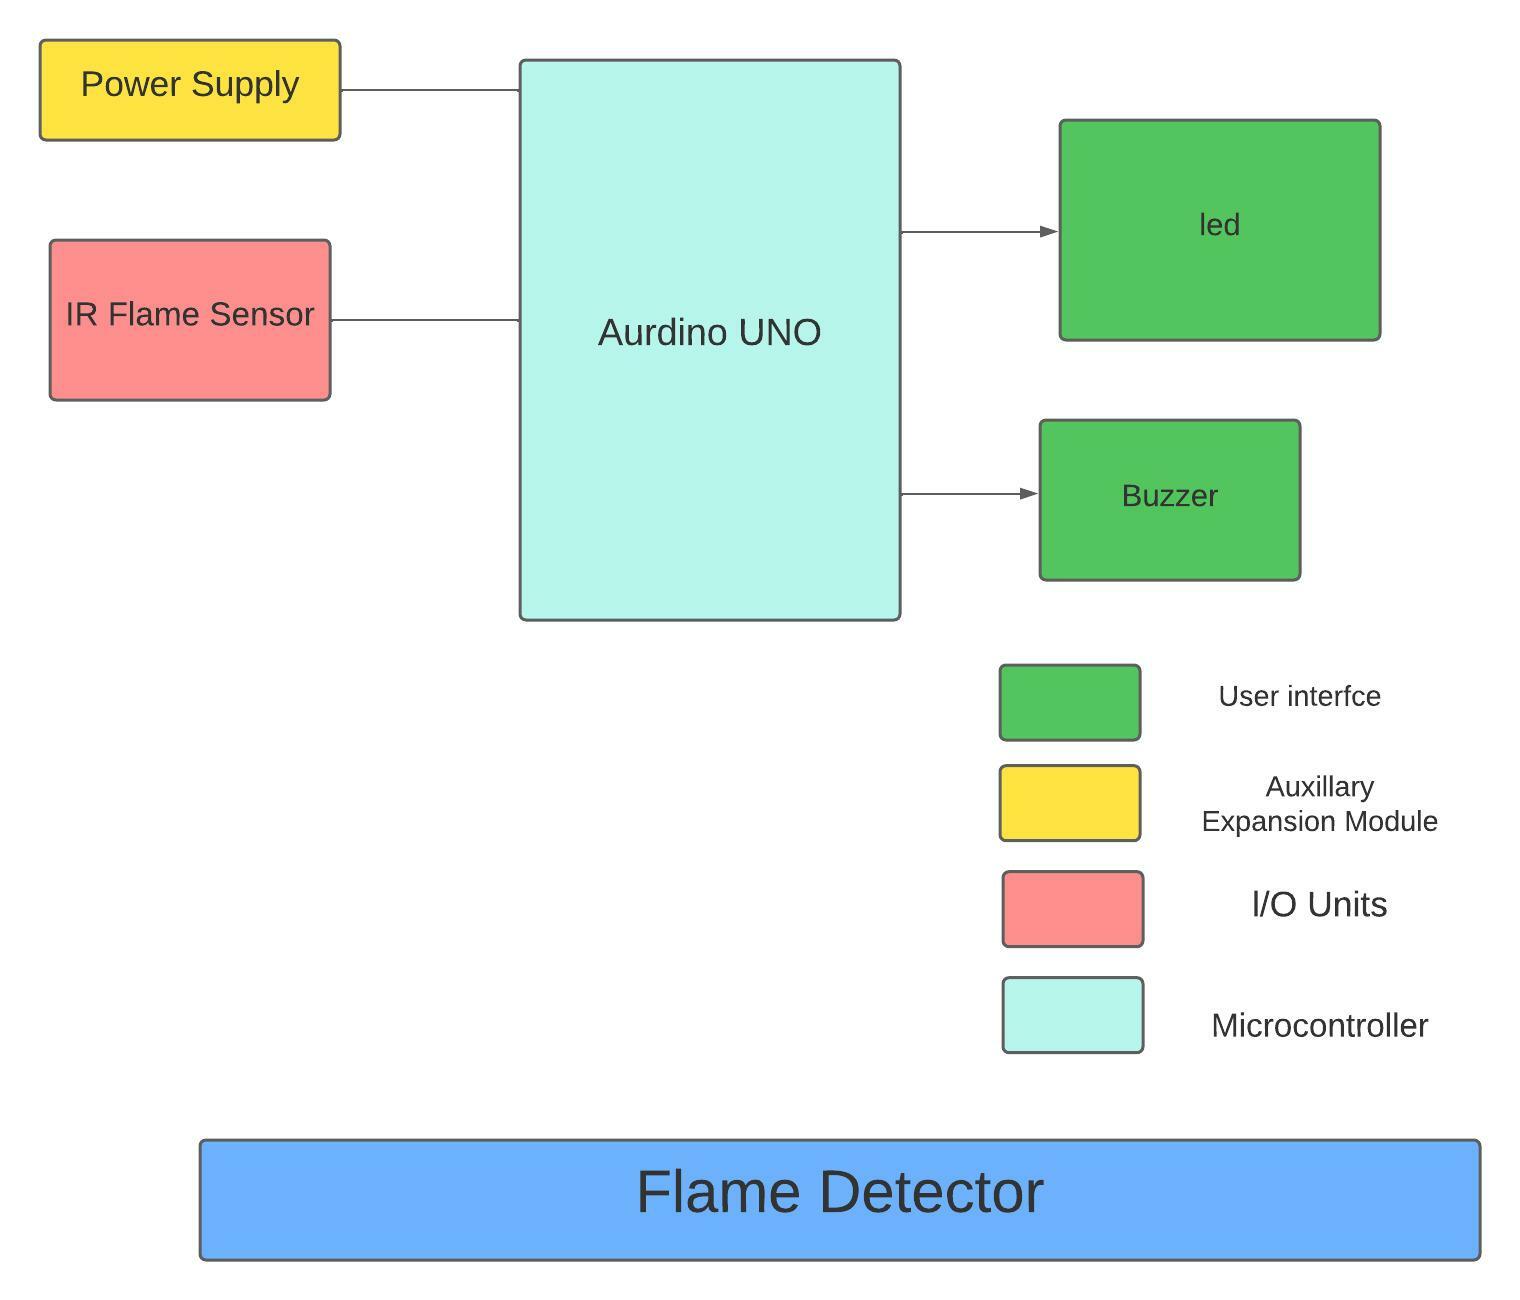 Power Supply
IR Flame Sensor
Aurdino UNO
led
Buzzer
User interfce
Auxillary
Expansion Module
I/O Units
Microcontroller
Flame Detector